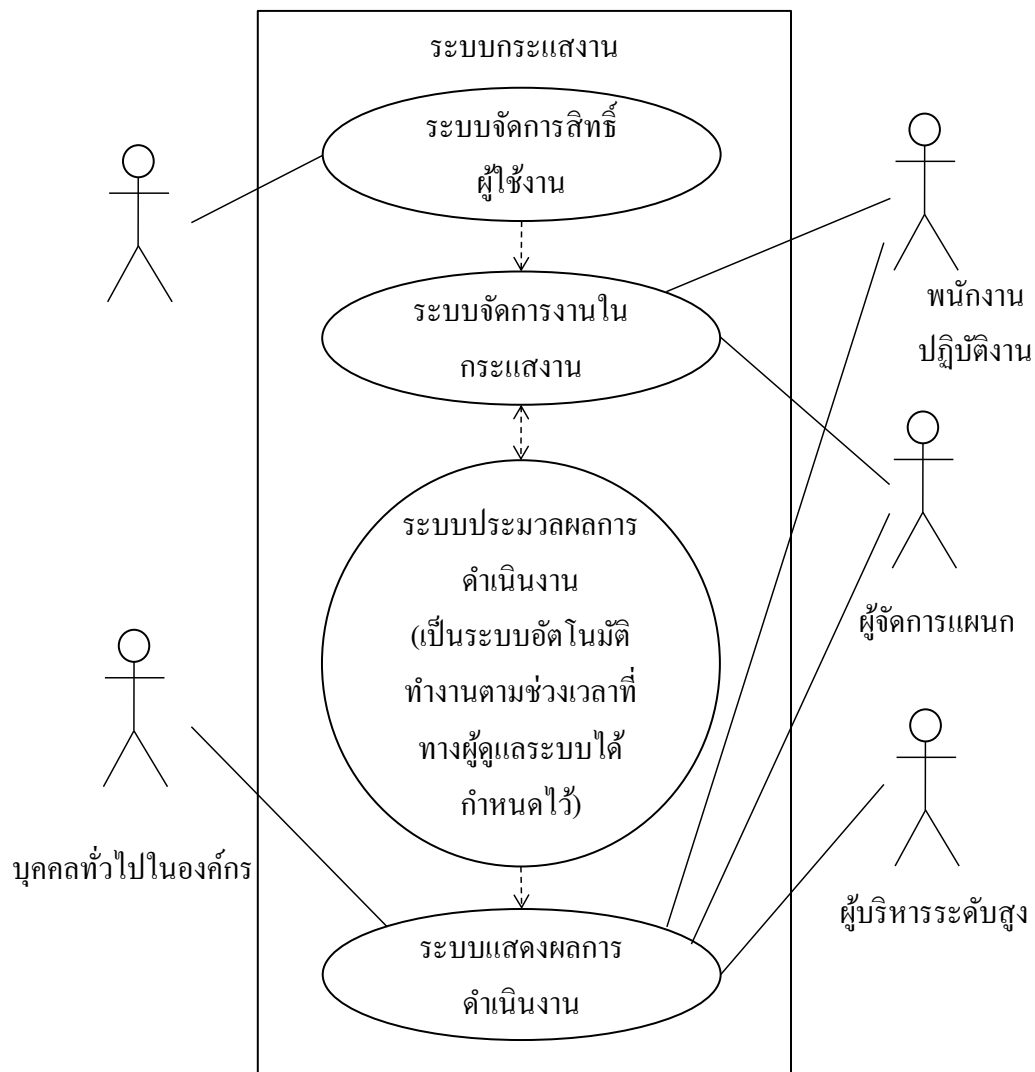 ระบบกระแสงาน
ระบบจัดการสิทธิ์
ผู้ใช้งาน
ระบบจัดการงานใน
กระแสงาน
พนักงาน
ปฏิบัติงาน
ระบบประมวลผลการ
ดำเนินงาน
(เป็นระบบอัตโนมัติ
ทำงานตามช่วงเวลาที่
ทางผู้ดูแลระบบได้
กำหนดไว้)
ผู้จัดการแผนก
บุคคลทั่วไปในองค์กร
ผู้บริหารระดับสูง
ระบบแสดงผลการ
ดำเนินงาน